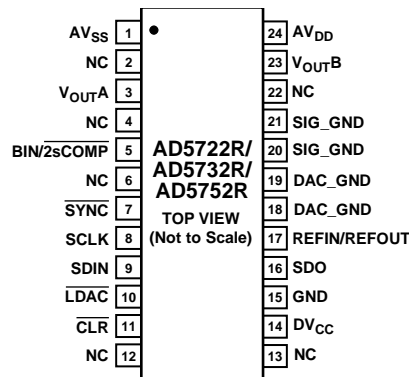 AVSS 1
NC 2
VOUTA 3
NC 4
BIN/2sCOMP 5
NC 6
SYNC 7
SCLK 8
SDIN 9
LDAC 10
CLR 11
NC 12
AD5722R/
AD5732R/
AD5752R
TOP VIEW
(Not to Scale)
24 AVDD
23 VOUTB
22 NC
21 SIG_GND
20 SIG_GND
19 DAC_GND
18 DAC_GND
17 REFIN/REFOUT
16 SDO
15 GND
14 DVCC
13 NC